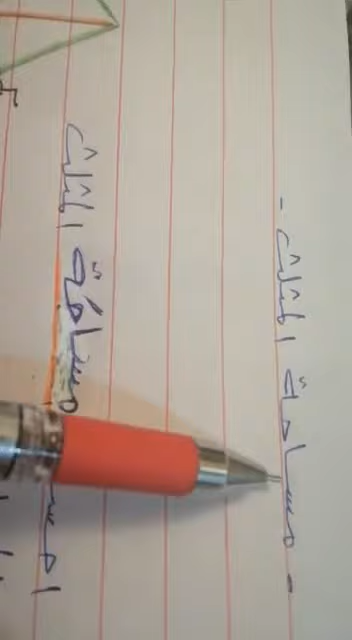 - مساحة المثلث -
مساحة المثلث